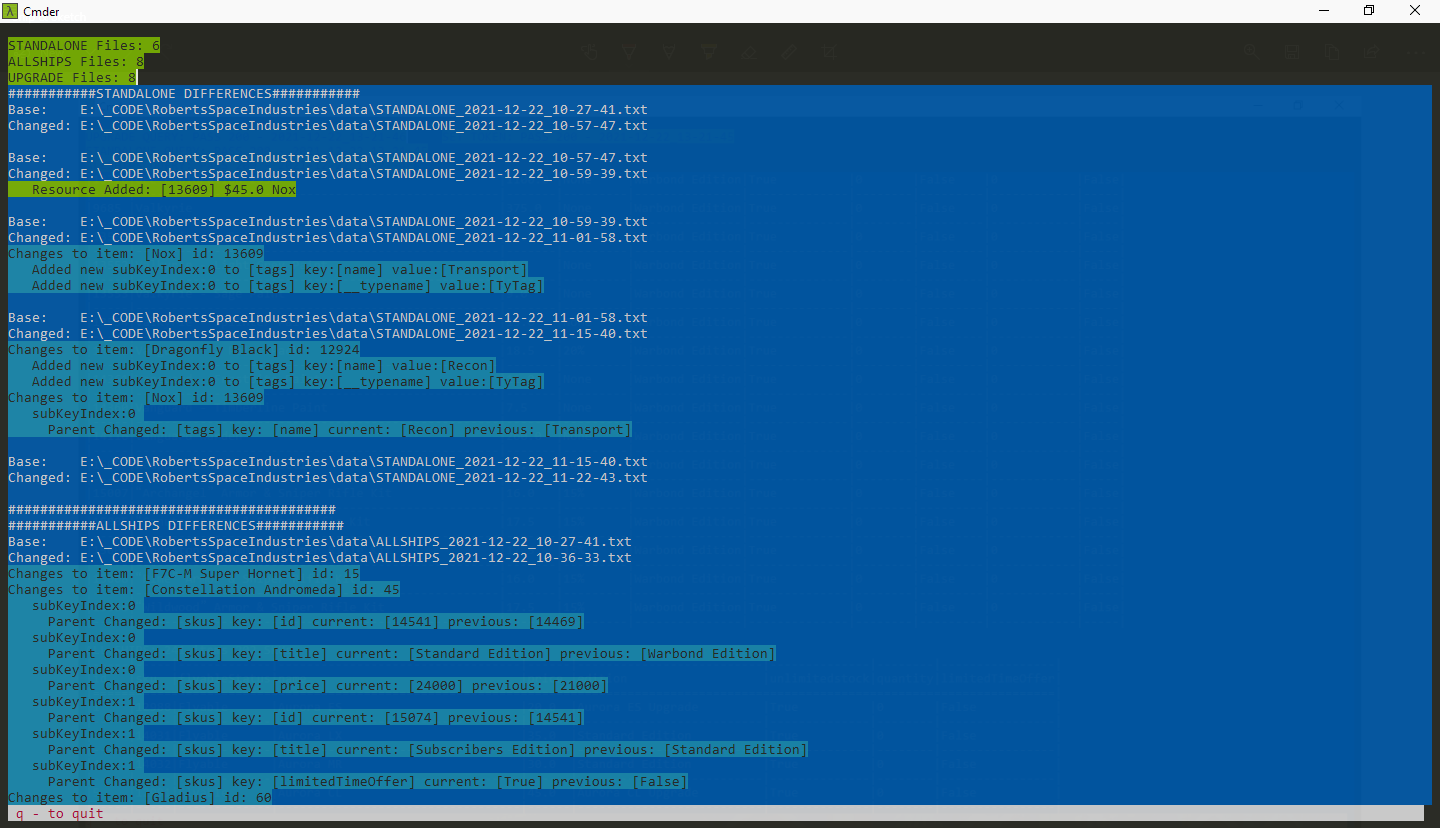 λ Cmder
STANDALONE Files: 6
ALLSHIPS Files: 8
UPGRADE Files: 8
###########STANDALONE DIFFERENCES###########
Base:    E:\_CODE\RobertsSpaceIndustries\data\STANDALONE_2021-12-22_10-27-41.txt
Changed: E:\_CODE\RobertsSpaceIndustries\data\STANDALONE_2021-12-22_10-57-47.txt
Base:    E:\_CODE\RobertsSpaceIndustries\data\STANDALONE_2021-12-22_10-57-47.txt
Changed: E:\_CODE\RobertsSpaceIndustries\data\STANDALONE_2021-12-22_10-59-39.txt
   Resource Added: [13609] $45.0 Nox
Base:    E:\_CODE\RobertsSpaceIndustries\data\STANDALONE_2021-12-22_10-59-39.txt
Changed: E:\_CODE\RobertsSpaceIndustries\data\STANDALONE_2021-12-22_11-01-58.txt
Changes to item: [Nox] id: 13609
   Added new subKeyIndex:0 to [tags] key:[name] value:[Transport]
   Added new subKeyIndex:0 to [tags] key:[__typename] value:[TyTag]
Base:    E:\_CODE\RobertsSpaceIndustries\data\STANDALONE_2021-12-22_11-01-58.txt
Changed: E:\_CODE\RobertsSpaceIndustries\data\STANDALONE_2021-12-22_11-15-40.txt
Changes to item: [Dragonfly Black] id: 12924
   Added new subKeyIndex:0 to [tags] key:[name] value:[Recon]
   Added new subKeyIndex:0 to [tags] key:[__typename] value:[TyTag]
Changes to item: [Nox] id: 13609
   subKeyIndex:0
     Parent Changed: [tags] key: [name] current: [Recon] previous: [Transport]
Base:    E:\_CODE\RobertsSpaceIndustries\data\STANDALONE_2021-12-22_11-15-40.txt
Changed: E:\_CODE\RobertsSpaceIndustries\data\STANDALONE_2021-12-22_11-22-43.txt
#########################################
###########ALLSHIPS DIFFERENCES###########
Base:    E:\_CODE\RobertsSpaceIndustries\data\ALLSHIPS_2021-12-22_10-27-41.txt
Changed: E:\_CODE\RobertsSpaceIndustries\data\ALLSHIPS_2021-12-22_10-36-33.txt
Changes to item: [F7C-M Super Hornet] id: 15
Changes to item: [Constellation Andromeda] id: 45
   subKeyIndex:0
     Parent Changed: [skus] key: [id] current: [14541] previous: [14469]
   subKeyIndex:0
     Parent Changed: [skus] key: [title] current: [Standard Edition] previous: [Warbond Edition]
   subKeyIndex:0
     Parent Changed: [skus] key: [price] current: [24000] previous: [21000]
   subKeyIndex:1
     Parent Changed: [skus] key: [id] current: [15074] previous: [14541]
   subKeyIndex:1
     Parent Changed: [skus] key: [title] current: [Subscribers Edition] previous: [Standard Edition]
   subKeyIndex:1
     Parent Changed: [skus] key: [limitedTimeOffer] current: [True] previous: [False]
Changes to item: [Gladius] id: 60
q - to quit